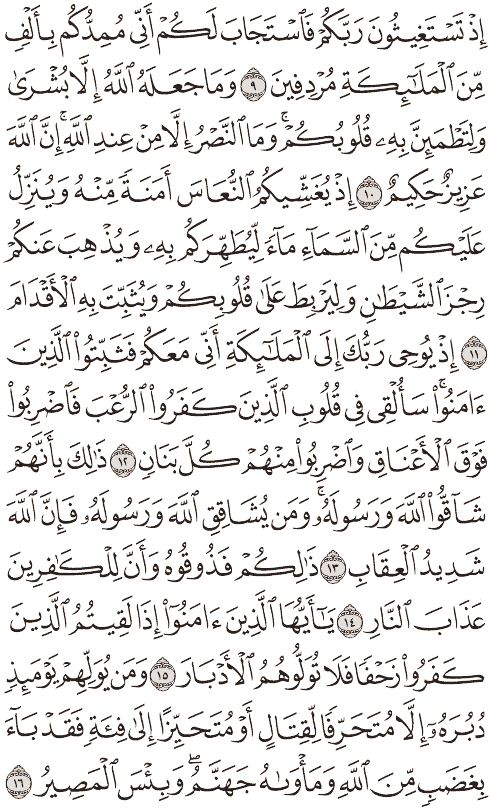 إِذۡ تَسۡتَغِيثُونَ رَبَّكُمۡ فَٱسۡتَجَابَ لَكُمۡ أَنِّي مُمِدُّكُم بِأَلۡفٖ
مِّنَ ٱلۡمَلَٰٓئِكَةِ مُرۡدِفِينَ ٩ وَمَا جَعَلَهُ ٱللَّهُ إِلَّا بُشۡرَىٰ
وَلِتَطۡمَئِنَّ بِهِۦ قُلُوبُكُمۡۚ وَمَا ٱلنَّصۡرُ إِلَّا مِنۡ عِندِ ٱللَّهِۚ إِنَّ ٱللَّهَ
عَزِيزٌ حَكِيمٌ ١٠ إِذۡ يُغَشِّيكُمُ ٱلنُّعَاسَ أَمَنَةٗ مِّنۡهُ وَيُنَزِّلُ
عَلَيۡكُم مِّنَ ٱلسَّمَآءِ مَآءٗ لِّيُطَهِّرَكُم بِهِۦ وَيُذۡهِبَ عَنكُمۡ
رِجۡزَ ٱلشَّيۡطَٰنِ وَلِيَرۡبِطَ عَلَىٰ قُلُوبِكُمۡ وَيُثَبِّتَ بِهِ ٱلۡأَقۡدَامَ
١١ إِذۡ يُوحِي رَبُّكَ إِلَى ٱلۡمَلَٰٓئِكَةِ أَنِّي مَعَكُمۡ فَثَبِّتُواْ ٱلَّذِينَ
ءَامَنُواْۚ سَأُلۡقِي فِي قُلُوبِ ٱلَّذِينَ كَفَرُواْ ٱلرُّعۡبَ فَٱضۡرِبُواْ
فَوۡقَ ٱلۡأَعۡنَاقِ وَٱضۡرِبُواْ مِنۡهُمۡ كُلَّ بَنَانٖ ١٢ ذَٰلِكَ بِأَنَّهُمۡ
شَآقُّواْ ٱللَّهَ وَرَسُولَهُۥۚ وَمَن يُشَاقِقِ ٱللَّهَ وَرَسُولَهُۥ فَإِنَّ ٱللَّهَ
شَدِيدُ ٱلۡعِقَابِ ١٣ ذَٰلِكُمۡ فَذُوقُوهُ وَأَنَّ لِلۡكَٰفِرِينَ
عَذَابَ ٱلنَّارِ ١٤ يَٰٓأَيُّهَا ٱلَّذِينَ ءَامَنُوٓاْ إِذَا لَقِيتُمُ ٱلَّذِينَ
كَفَرُواْ زَحۡفٗا فَلَا تُوَلُّوهُمُ ٱلۡأَدۡبَارَ ١٥ وَمَن يُوَلِّهِمۡ يَوۡمَئِذٖ
دُبُرَهُۥٓ إِلَّا مُتَحَرِّفٗا لِّقِتَالٍ أَوۡ مُتَحَيِّزًا إِلَىٰ فِئَةٖ فَقَدۡ بَآءَ
بِغَضَبٖ مِّنَ ٱللَّهِ وَمَأۡوَىٰهُ جَهَنَّمُۖ وَبِئۡسَ ٱلۡمَصِيرُ ١٦